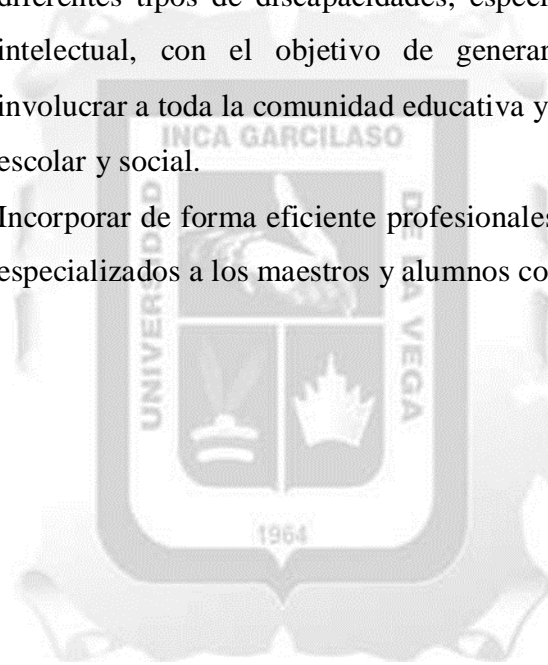 diferentes tipos de discapacidades, especi
intelectual, con el objetivo de generar
involucrar a toda la comunidad educativa y
escolar y social.
Incorporar de forma eficiente profesionales
especializados a los maestros y alumnos co
INCA GARCILASO
UNIVERSIDAD
DE LA VEGA
1964